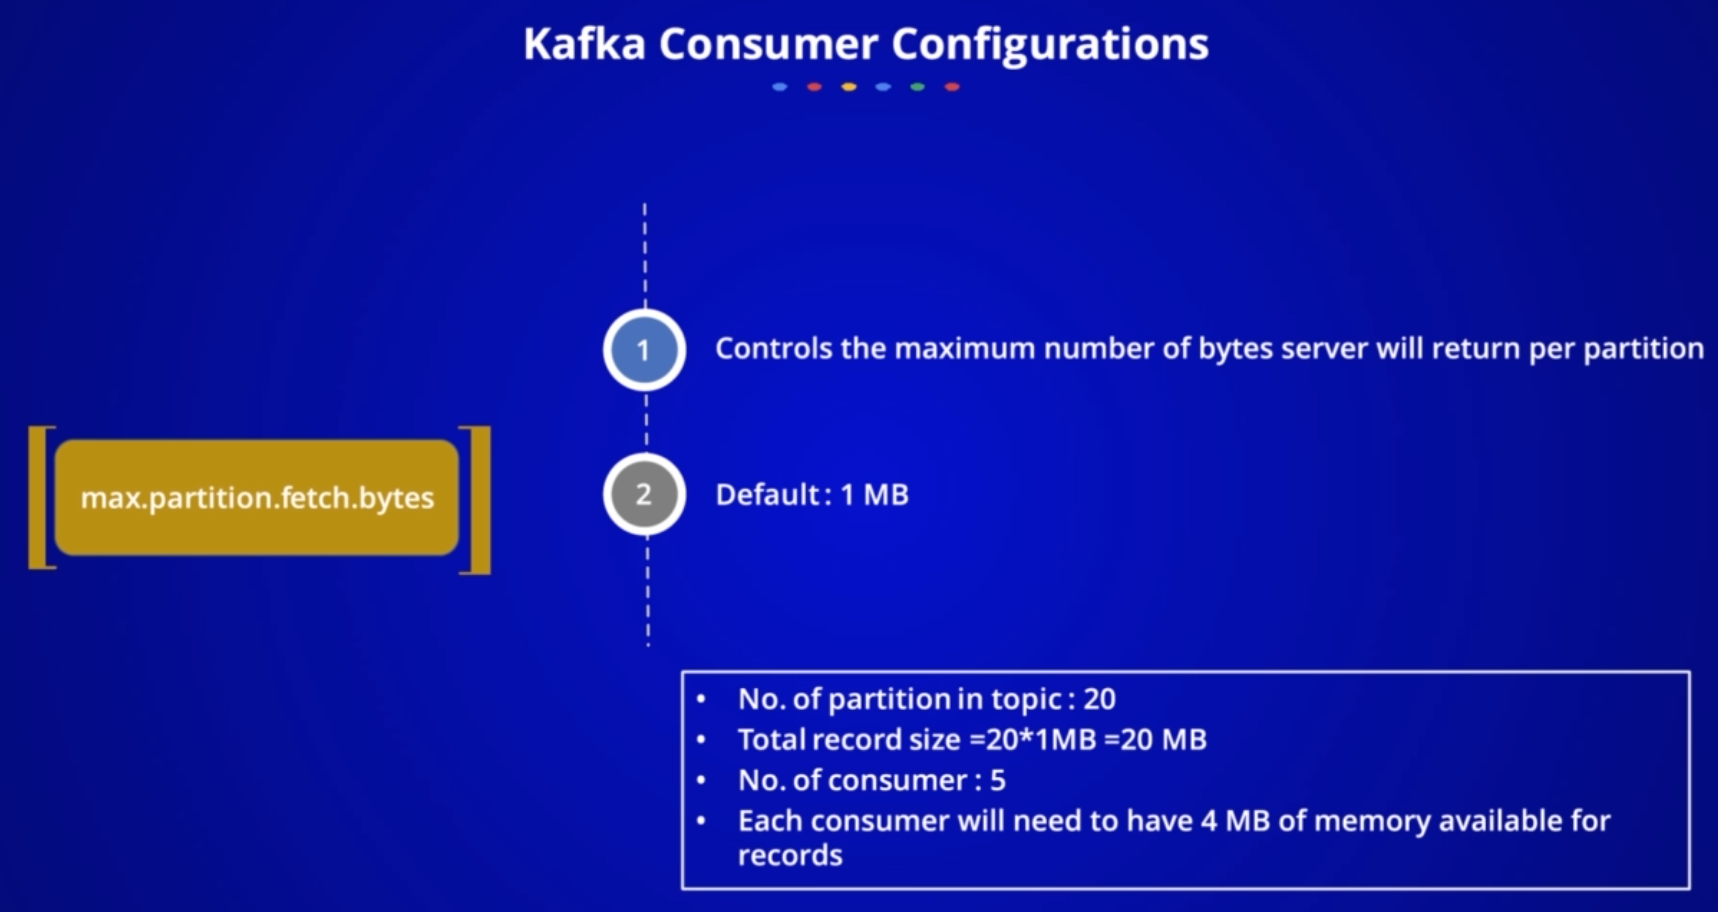 Kafka Consumer Configurations
1
Controls the maximum number of bytes server will return per partition
max.partition.fetch.bytes
2
Default : 1 MB
• No. of partition in topic : 20
• Total record size =20*1MB =20 MB
• No. of consumer : 5
• Each consumer will need to have 4 MB of memory available for
records